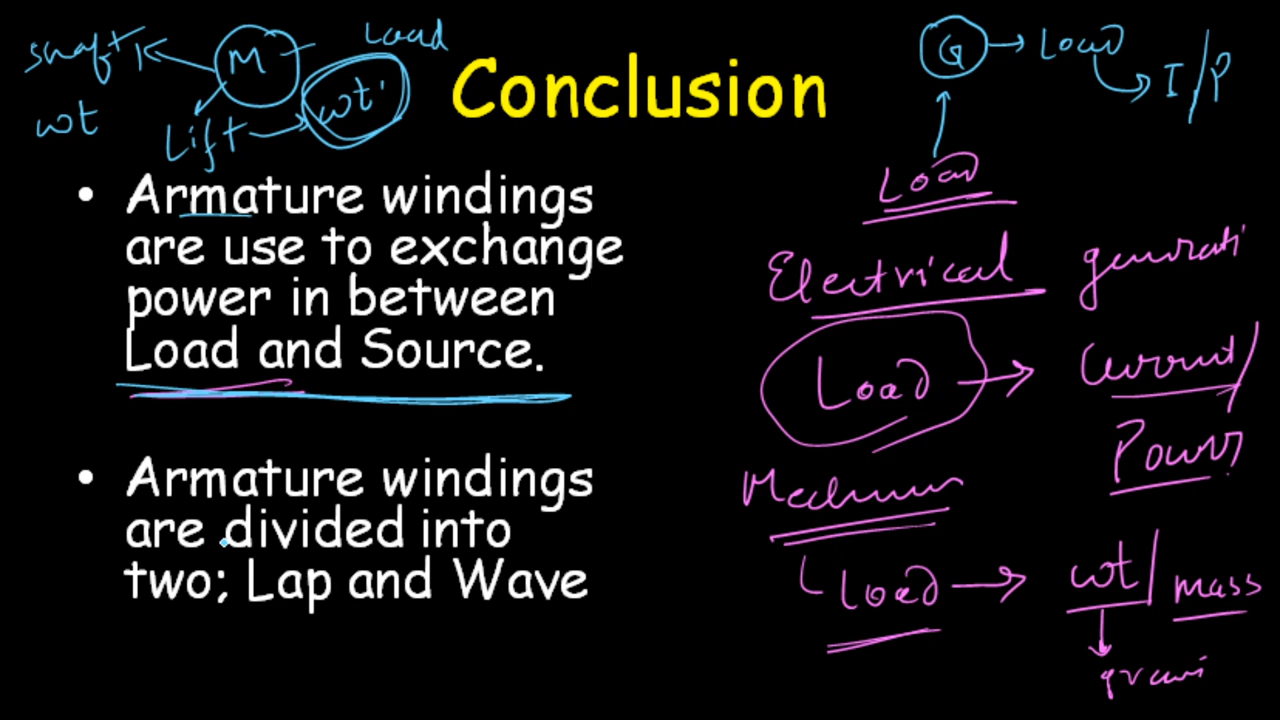 shaft
M
Load
wt
Lift
wt
Conclusion
G
Load
I/P
Load
• Armature windings
are use to exchange
power in between
Load and Source.
Electrical generati
Load
Current/
Power
• Armature windings
are divided into
two; Lap and Wave
Load
wt/mass